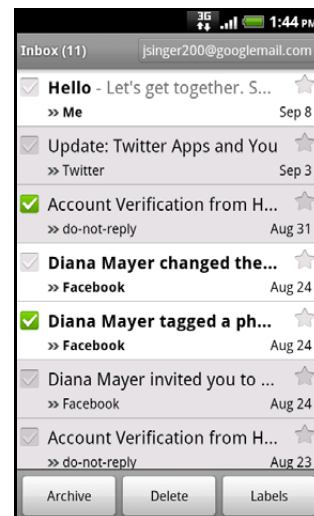 3G 1:44 PM
Inbox (11) jsinger200@googlemail.com
Hello - Let's get together. S...
» Me Sep 8
Update: Twitter Apps and You
» Twitter Sep 3
Account Verification from H...
» do-not-reply Aug 31
Diana Mayer changed the...
» Facebook Aug 24
Diana Mayer tagged a ph...
» Facebook Aug 24
Diana Mayer invited you to ...
» Facebook Aug 24
Account Verification from H...
» do-not-reply Aug 23
Archive Delete Labels